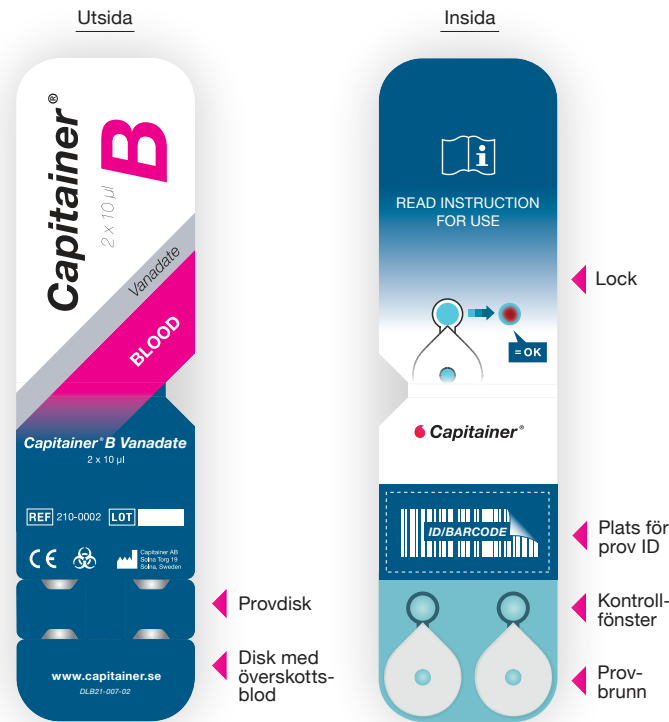 Utsida
Capitainer®
B
2 x 10 µl
Vanadate
BLOOD
Capitainer® B Vanadate
2 x 10 µl
REF 210-0002 LOT
CE
Capitainer AB
Solna Torg 19
Solna, Sweden
www.capitainer.se
DLB21-007-02
Provdisk
Disk med
överskotts-
blod
Insida
i
READ INSTRUCTION
FOR USE
= OK
Capitainer®
ID/BARCODE
Lock
Plats för
prov ID
Kontroll-
fönster
Prov-
brunn